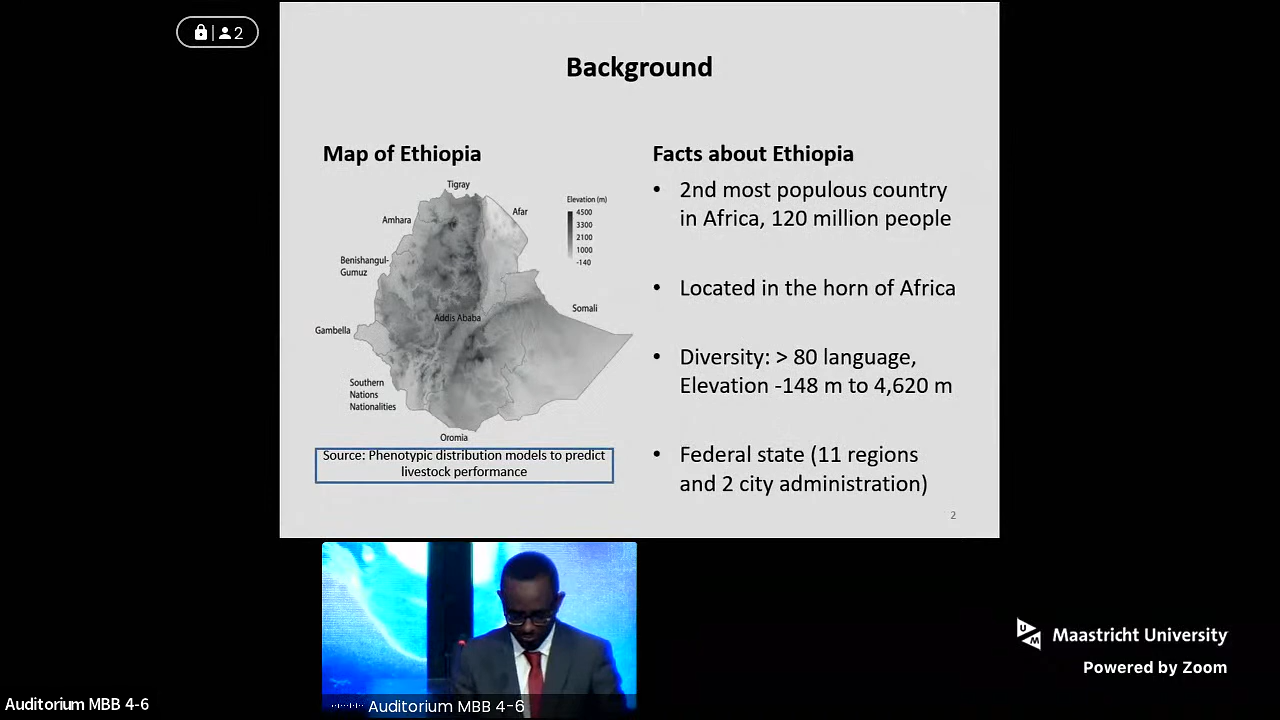 2
Background
Map of Ethiopia
Tigray
Afar
Amhara
Benishangul-
Gumuz
Gambella
Addis Ababa
Somali
Southern
Nations
Nationalities
Oromia
Elevation (m)
4500
3300
2100
1000
-140
Source: Phenotypic distribution models to predict
livestock performance
Facts about Ethiopia
• 2nd most populous country
in Africa, 120 million people
• Located in the horn of Africa
• Diversity: > 80 language,
Elevation -148 m to 4,620 m
• Federal state (11 regions
and 2 city administration)
2
UM Maastricht University
Powered by Zoom
Auditorium MBB 4-6
Auditorium MBB 4-6